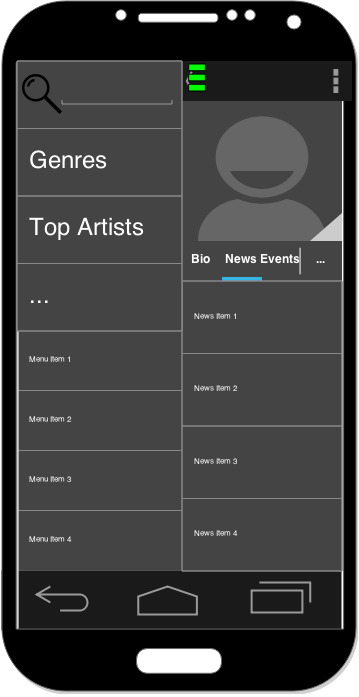 Genres
Top Artists
...
Menu Item 1
Menu Item 2
Menu Item 3
Menu Item 4
Bio News Events ...
News Item 1
News Item 2
News Item 3
News Item 4